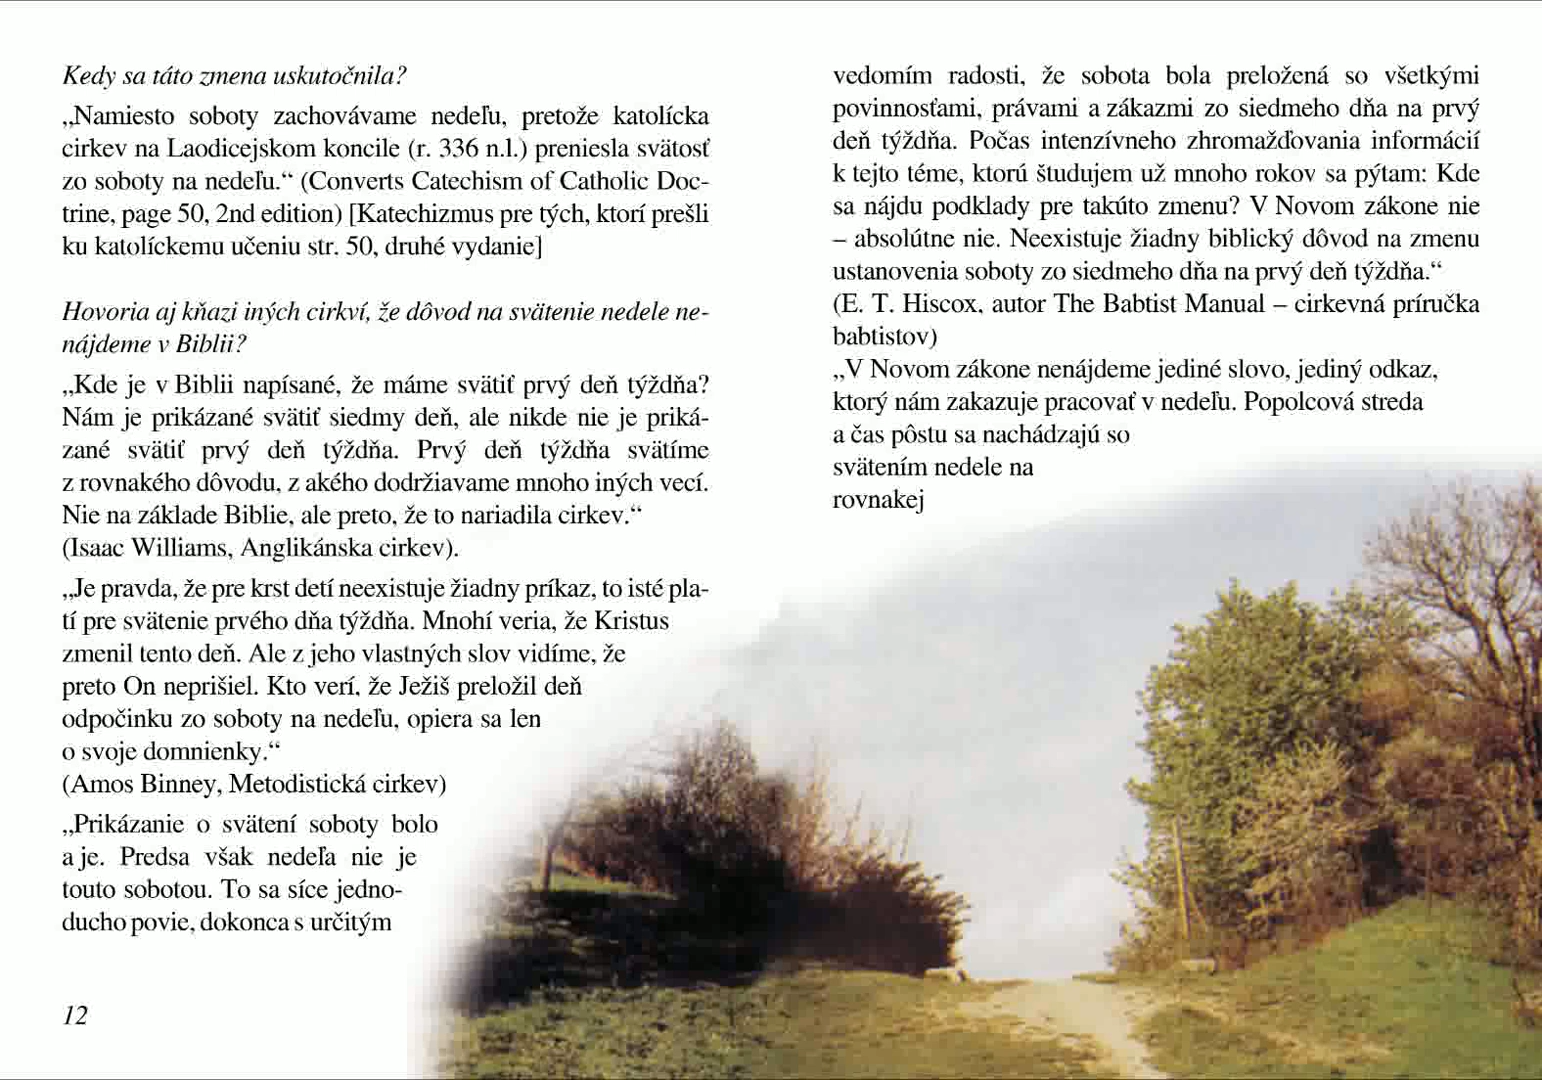 Kedy sa táto zmena uskutočnila?
„Namiesto soboty zachovávame nedeľu, pretože katolícka
cirkev na Laodicejskom koncile (r. 336 n.l.) preniesla svätosť
zo soboty na nedeľu.“ (Converts Catechism of Catholic Doc-
trine, page 50, 2nd edition) [Katechizmus pre tých, ktorí prešli
ku katolíckemu učeniu str. 50, druhé vydanie]
Hovoria aj kňazi iných cirkví, že dôvod na svätenie nedele ne-
nájdeme v Biblii?
„Kde je v Biblii napísané, že máme svätiť prvý deň týždňa?
Nám je prikázané svätiť siedmy deň, ale nikde nie je priká-
zané svätiť prvý deň týždňa. Prvý deň týždňa svätíme
z rovnakého dôvodu, z akého dodržiavame mnoho iných vecí.
Nie na základe Biblie, ale preto, že to nariadila cirkev.“
(Isaac Williams, Anglikánska cirkev).
„Je pravda, že pre krst detí neexistuje žiadny príkaz, to isté pla-
tí pre svätenie prvého dňa týždňa. Mnohí veria, že Kristus
zmenil tento deň. Ale z jeho vlastných slov vidíme, že
preto On neprišiel. Kto verí, že Ježiš preložil deň
odpočinku zo soboty na nedeľu, opiera sa len
o svoje domnienky.“
(Amos Binney, Metodistická cirkev)
„Prikázanie o svätení soboty bolo
a je. Predsa však nedeľa nie je
touto sobotou. To sa síce jedno-
ducho povie, dokonca s určitým
12
vedomím radosti, že sobota bola preložená so všetkými
povinnosťami, právami a zákazmi zo siedmeho dňa na prvý
deň týždňa. Počas intenzívneho zhromažďovania informácií
k tejto téme, ktorú študujem už mnoho rokov sa pýtam: Kde
sa nájdu podklady pre takúto zmenu? V Novom zákone nie
– absolútne nie. Neexistuje žiadny biblický dôvod na zmenu
ustanovenia soboty zo siedmeho dňa na prvý deň týždňa.“
(E. T. Hiscox, autor The Babtist Manual – cirkevná príručka
babtistov)
„V Novom zákone nenájdeme jediné slovo, jediný odkaz,
ktorý nám zakazuje pracovať v nedeľu. Popolcová streda
a čas pôstu sa nachádzajú so
svätením nedele na
rovnakej